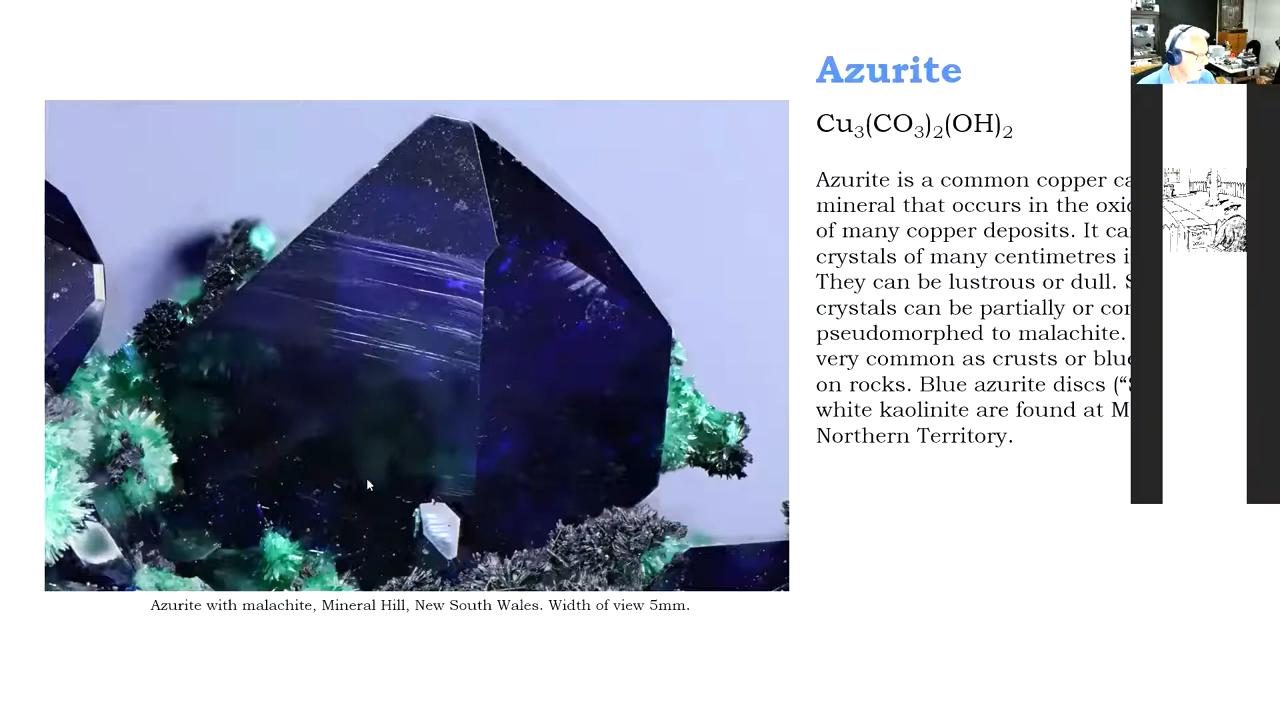 Azurite
Cu₃(CO₃)₂(OH)₂
Azurite is a common copper
mineral that occurs in the
of many copper deposits. It
crystals of many centimetres
They can be lustrous or dull.
crystals can be partially or
pseudomorphed to malachite.
very common as crusts or
on rocks. Blue azurite discs
white kaolinite are found at
Northern Territory.
Azurite with malachite, Mineral Hill, New South Wales. Width of view 5mm.